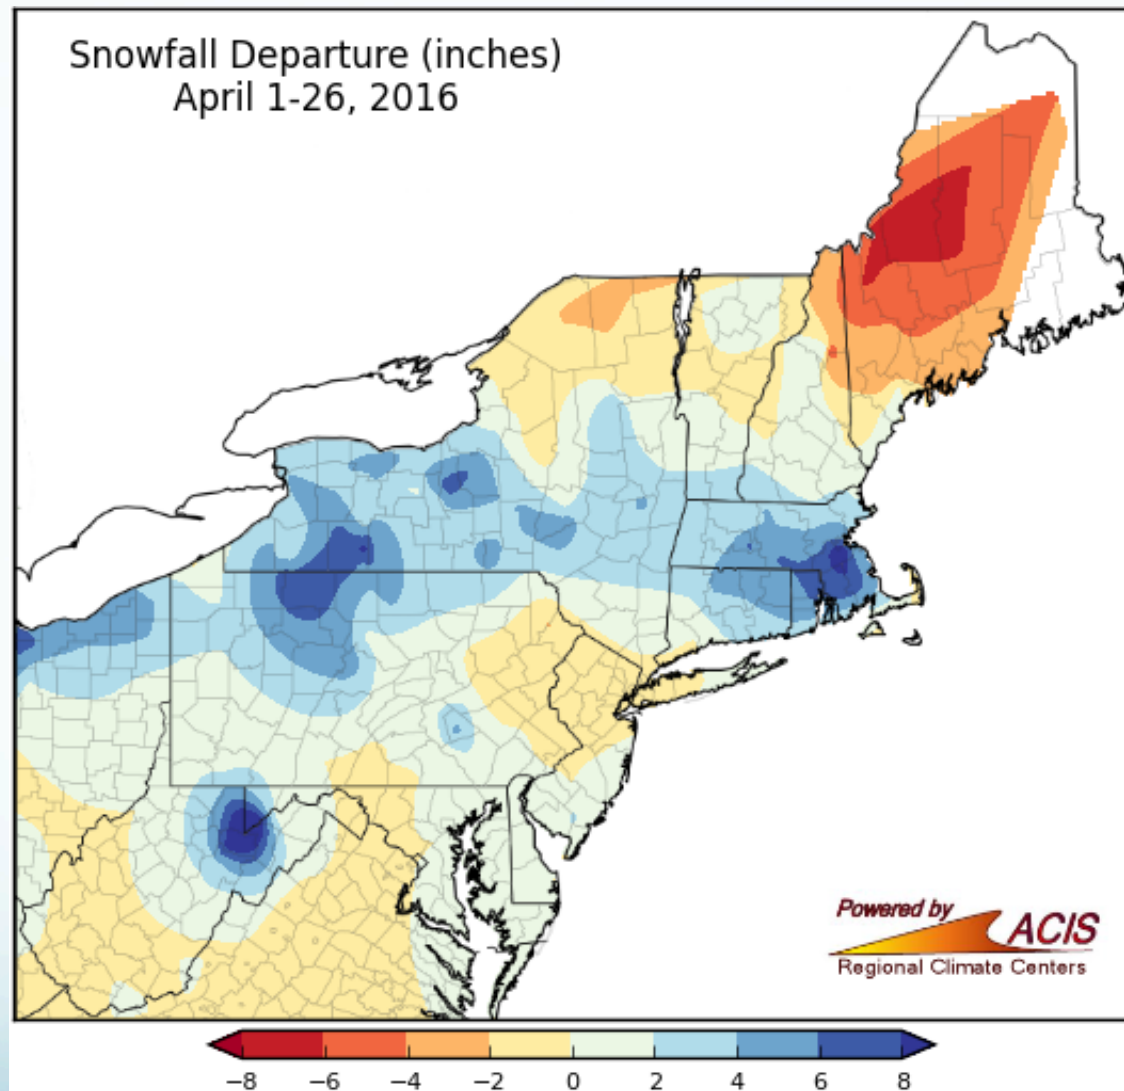 Snowfall Departure (inches)
April 1-26, 2016
Powered by
ACIS
Regional Climate Centers
−8 −6 −4 −2 0 2 4 6 8